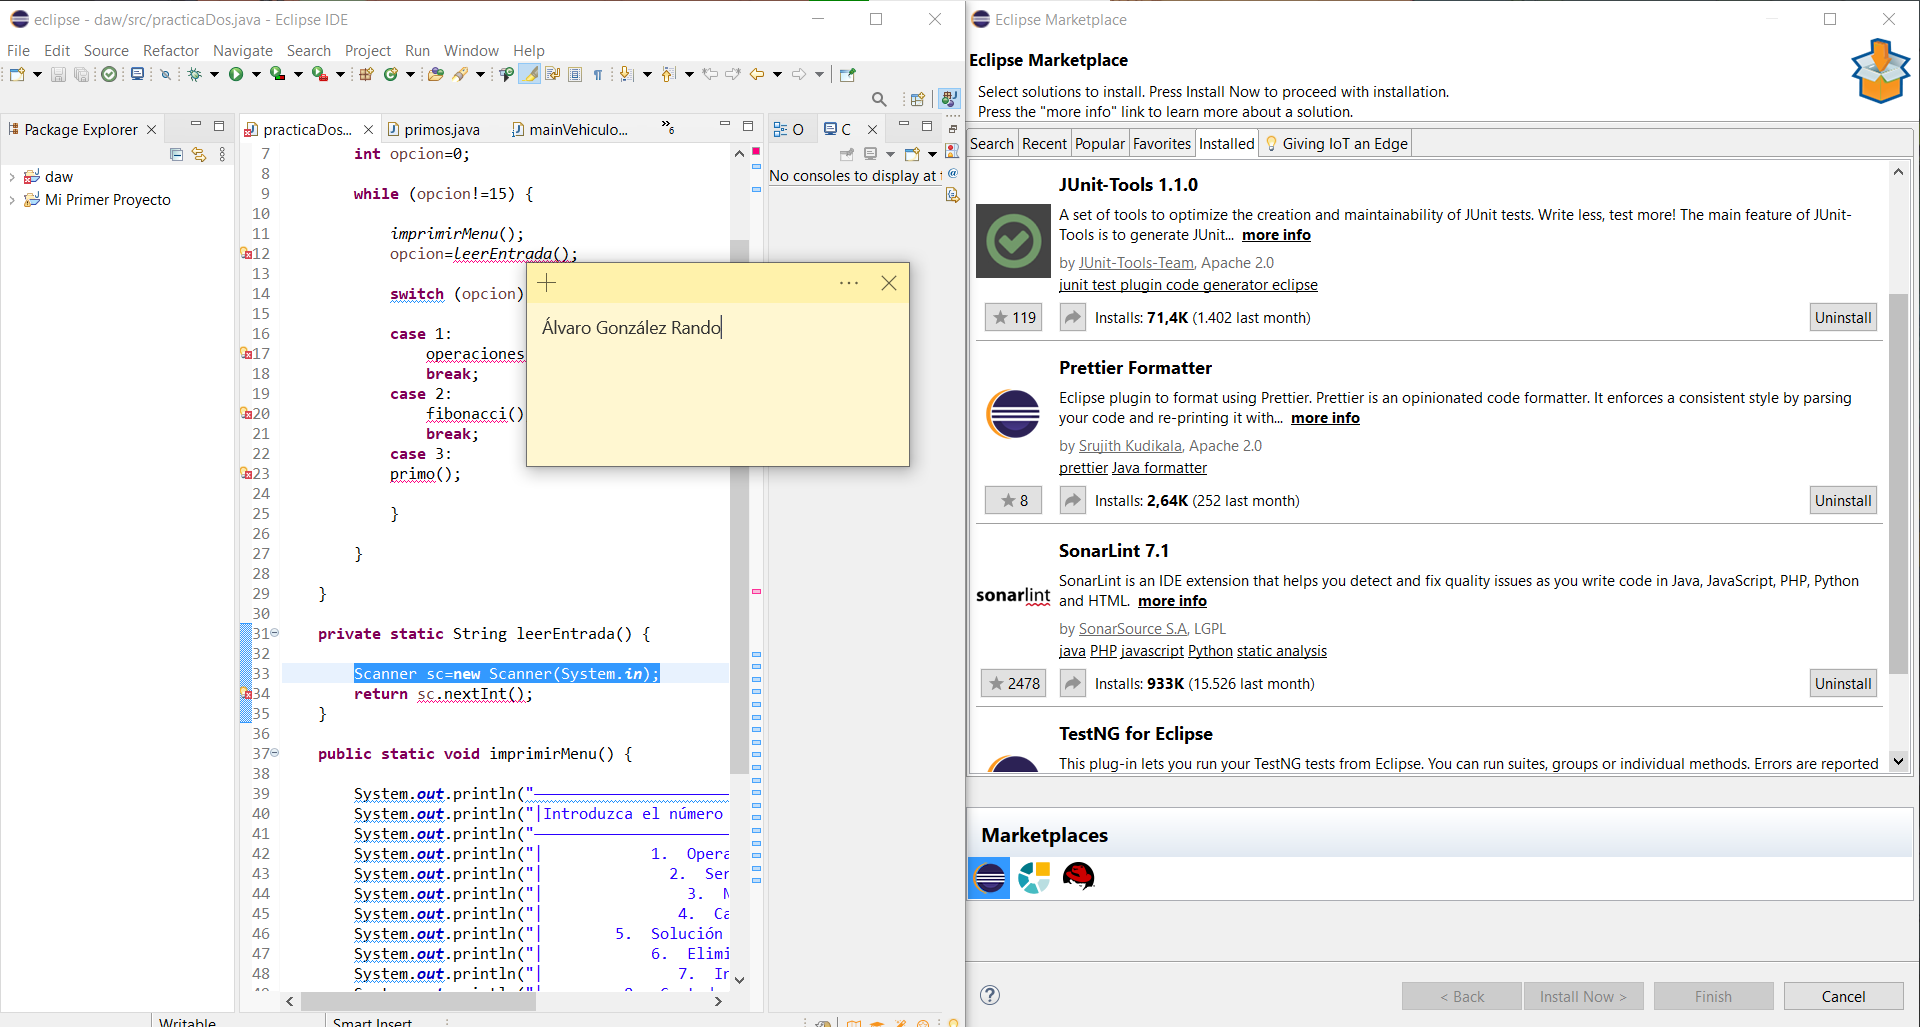 eclipse - daw/src/practicaDos.java - Eclipse IDE
File Edit Source Refactor Navigate Search Project Run Window Help
Package Explorer
practicaDos...
primos.java
mainVehiculo...
»6
O
C
daw
Mi Primer Proyecto
No consoles to display at t
7 int opcion=0;
8
9 while (opcion!=15) {
10
11 imprimirMenu();
12 opcion=leerEntrada();
13
14 switch (opcion)
15
16 case 1:
17 operaciones
18 break;
19 case 2:
20 fibonacci()
21 break;
22 case 3:
23 primo();
24
25 }
26
27 }
28
29 }
30
31 private static String leerEntrada() {
32
33 Scanner sc=new Scanner(System.in);
34 return sc.nextInt();
35 }
36
37 public static void imprimirMenu() {
38
39 System.out.println("————————————
40 System.out.println("|Introduzca el número
41 System.out.println("————————————
42 System.out.println("| 1. Opera
43 System.out.println("| 2. Ser
44 System.out.println("| 3. N
45 System.out.println("| 4. Ca
46 System.out.println("| 5. Solución
47 System.out.println("| 6. Elimi
48 System.out.println("| 7. In
Writable
Smart Insert
Álvaro González Rando
Eclipse Marketplace
Eclipse Marketplace
Select solutions to install. Press Install Now to proceed with installation.
Press the "more info" link to learn more about a solution.
Search Recent Popular Favorites Installed Giving IoT an Edge
JUnit-Tools 1.1.0
A set of tools to optimize the creation and maintainability of JUnit tests. Write less, test more! The main feature of JUnit-
Tools is to generate JUnit... more info
by JUnit-Tools-Team, Apache 2.0
junit test plugin code generator eclipse
119 Installs: 71,4K (1.402 last month) Uninstall
Prettier Formatter
Eclipse plugin to format using Prettier. Prettier is an opinionated code formatter. It enforces a consistent style by parsing
your code and re-printing it with... more info
by Srujith Kudikala, Apache 2.0
prettier Java formatter
8 Installs: 2,64K (252 last month) Uninstall
SonarLint 7.1
sonarlint
SonarLint is an IDE extension that helps you detect and fix quality issues as you write code in Java, JavaScript, PHP, Python
and HTML. more info
by SonarSource S.A, LGPL
java PHP javascript Python static analysis
2478 Installs: 933K (15.526 last month) Uninstall
TestNG for Eclipse
This plug-in lets you run your TestNG tests from Eclipse. You can run suites, groups or individual methods. Errors are reported
Marketplaces
< Back Install Now > Finish Cancel